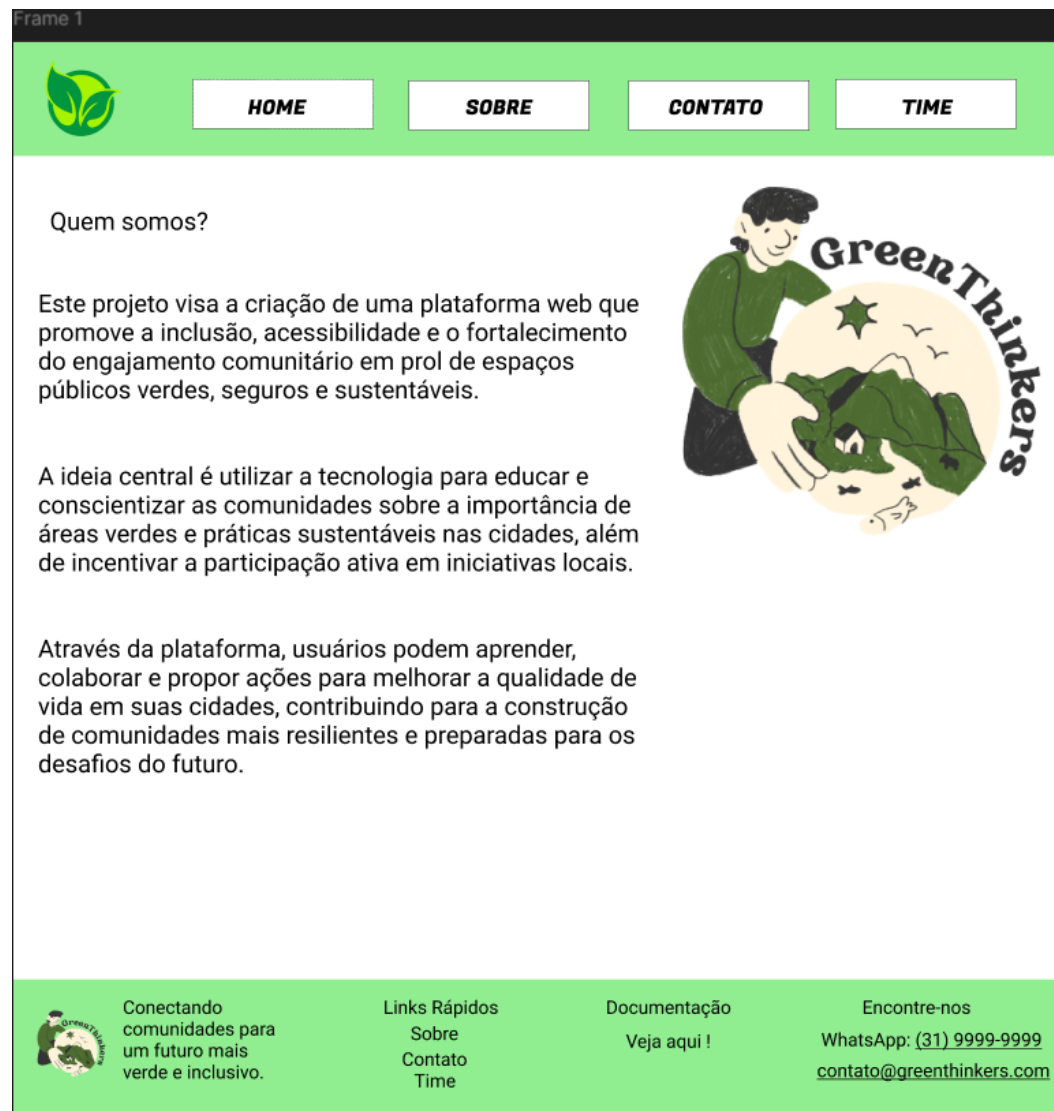 Frame 1
HOME
SOBRE
CONTATO
TIME
Quem somos?
GreenThinkers
Este projeto visa a criação de uma plataforma web que
promove a inclusão, acessibilidade e o fortalecimento
do engajamento comunitário em prol de espaços
públicos verdes, seguros e sustentáveis.
A ideia central é utilizar a tecnologia para educar e
conscientizar as comunidades sobre a importância de
áreas verdes e práticas sustentáveis nas cidades, além
de incentivar a participação ativa em iniciativas locais.
Através da plataforma, usuários podem aprender,
colaborar e propor ações para melhorar a qualidade de
vida em suas cidades, contribuindo para a construção
de comunidades mais resilientes e preparadas para os
desafios do futuro.
GreenThinkers
Conectando
comunidades para
um futuro mais
verde e inclusivo.
Links Rápidos
Sobre
Contato
Time
Documentação
Veja aqui !
Encontre-nos
WhatsApp: (31) 9999-9999
contato@greenthinkers.com